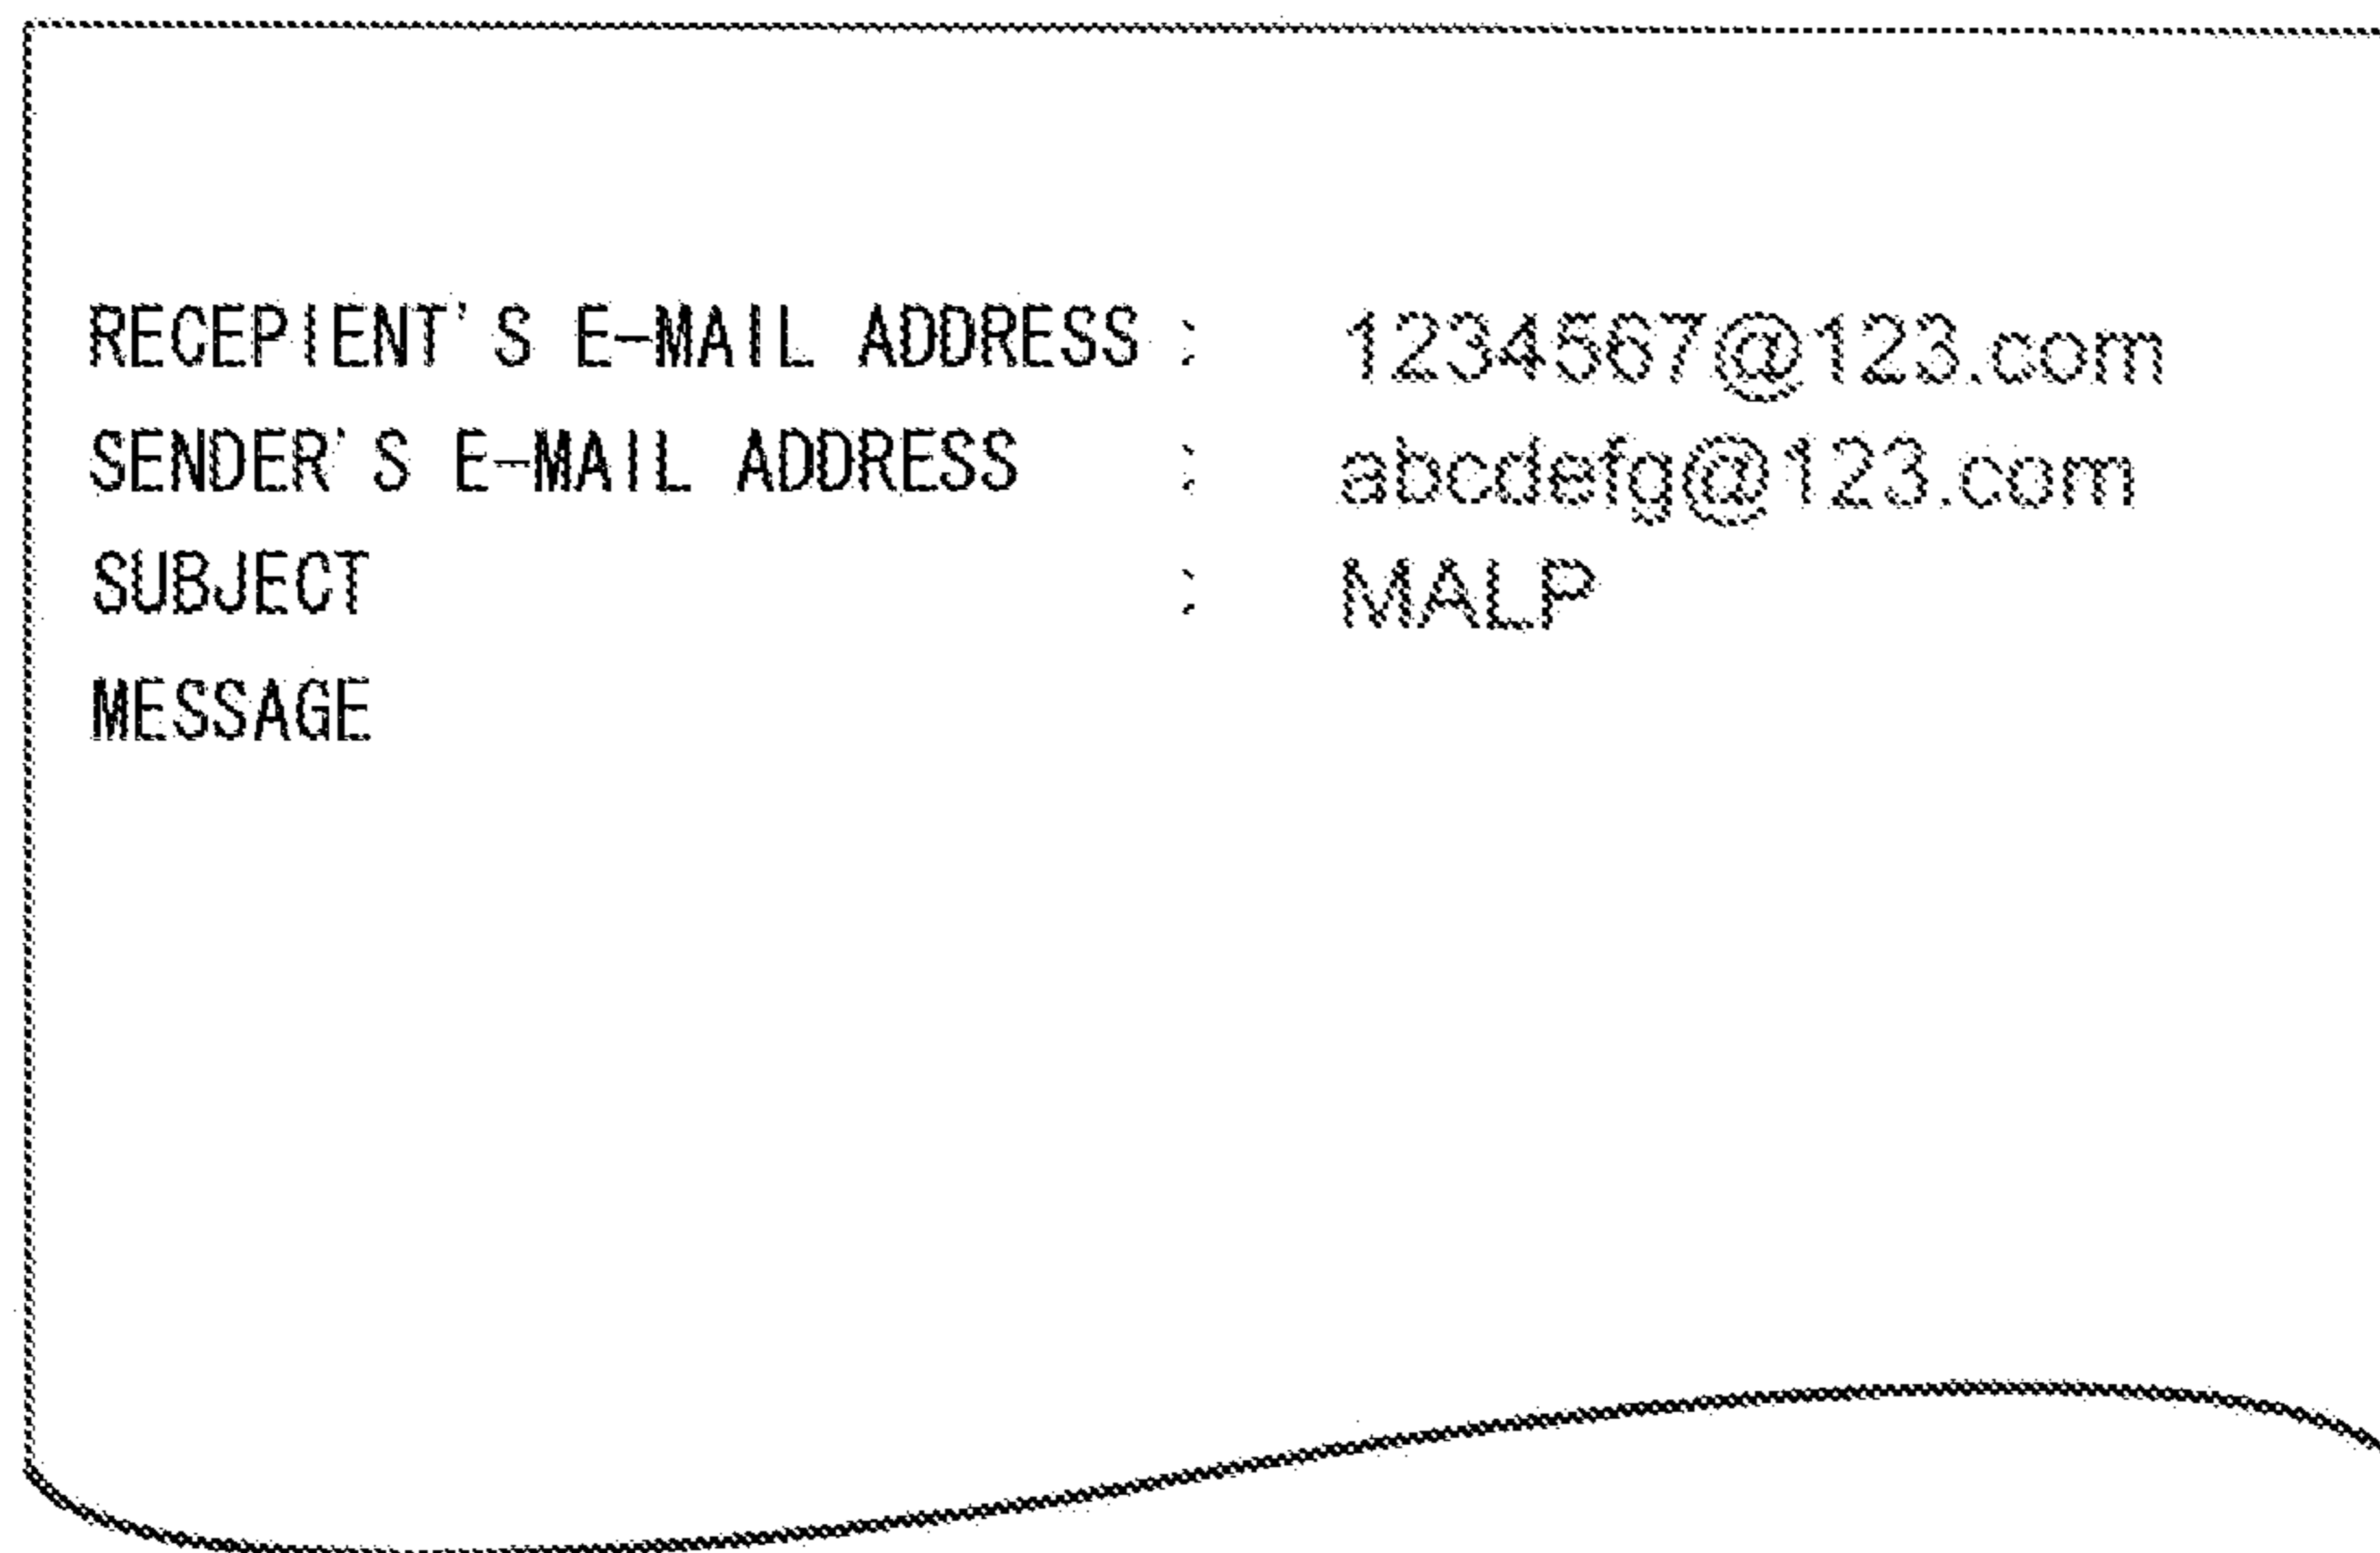 RECEPIENT'S E-MAIL ADDRESS : 1234567@123.com
SENDER'S E-MAIL ADDRESS : abcdefg@123.com
SUBJECT : MALP
MESSAGE